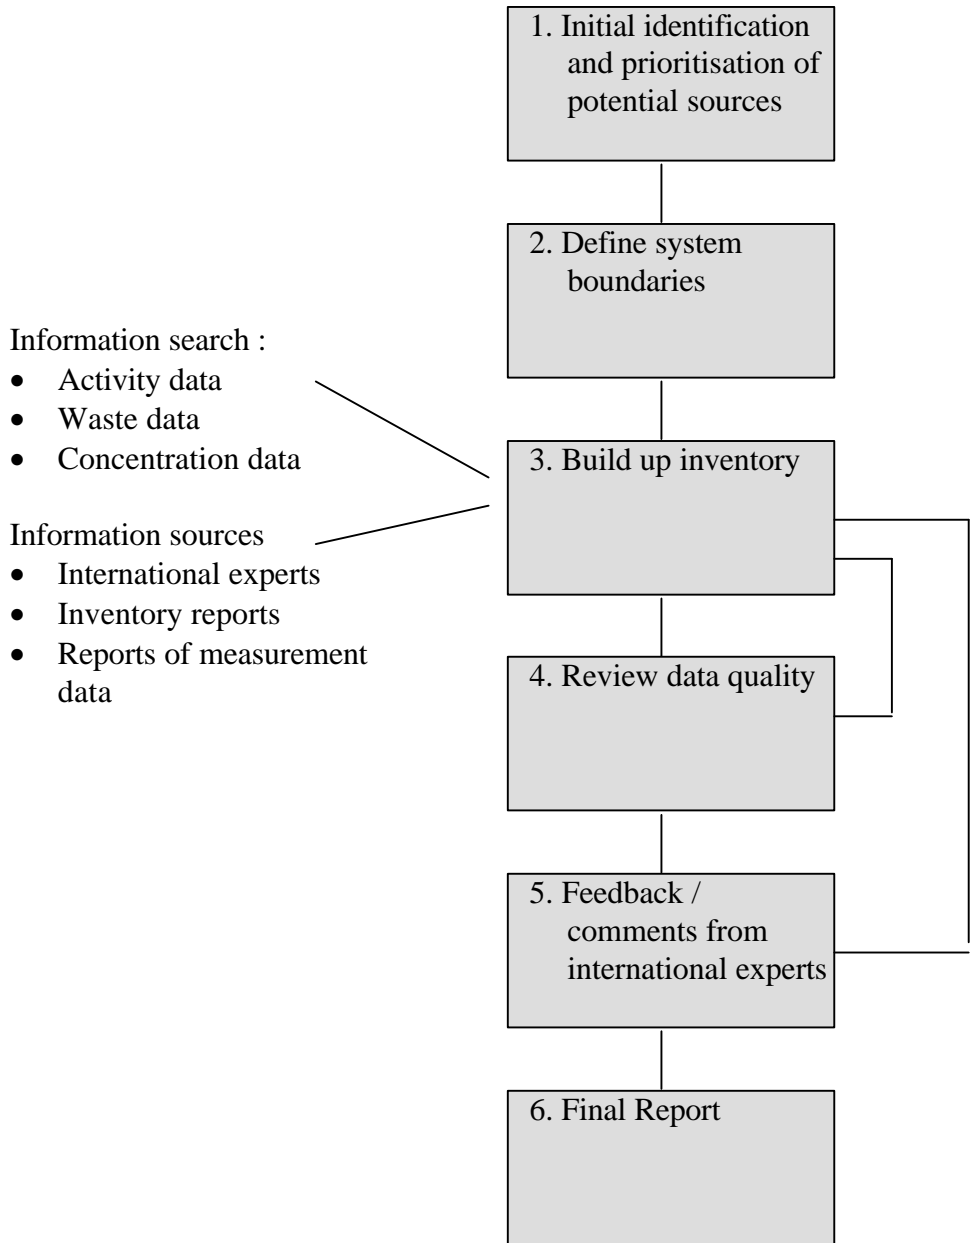 1. Initial identification
and prioritisation of
potential sources
2. Define system
boundaries
Information search :
• Activity data
• Waste data
• Concentration data
Information sources
• International experts
• Inventory reports
• Reports of measurement
data
3. Build up inventory
4. Review data quality
5. Feedback /
comments from
international experts
6. Final Report